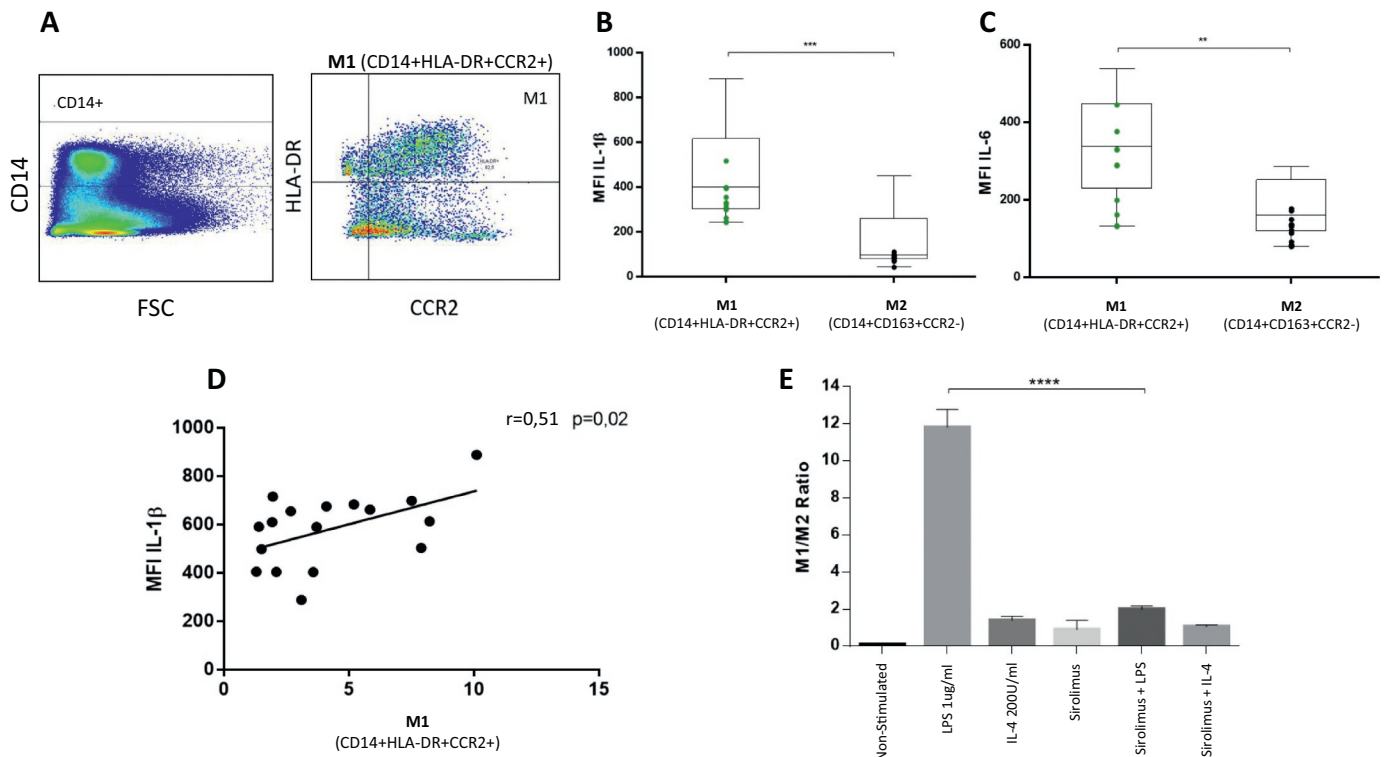 A
M1 (CD14+HLA-DR+CCR2+)
CD14+
CD14
FSC
M1
HLA-DR
CCR2
B
1000
800
600
400
200
0
MFI IL-1β
***
M1
(CD14+HLA-DR+CCR2+)
M2
(CD14+CD163+CCR2-)
C
600
400
200
0
MFI IL-6
**
M1
(CD14+HLA-DR+CCR2+)
M2
(CD14+CD163+CCR2-)
D
r=0,51 p=0,02
1000
800
600
400
200
0
MFI IL-1β
0 5 10 15
M1
(CD14+HLA-DR+CCR2+)
E
14
12
10
8
6
4
2
0
M1/M2 Ratio
****
Non-Stimulated
LPS 1ug/ml
IL-4 200U/ml
Sirolimus
Sirolimus + LPS
Sirolimus + IL-4